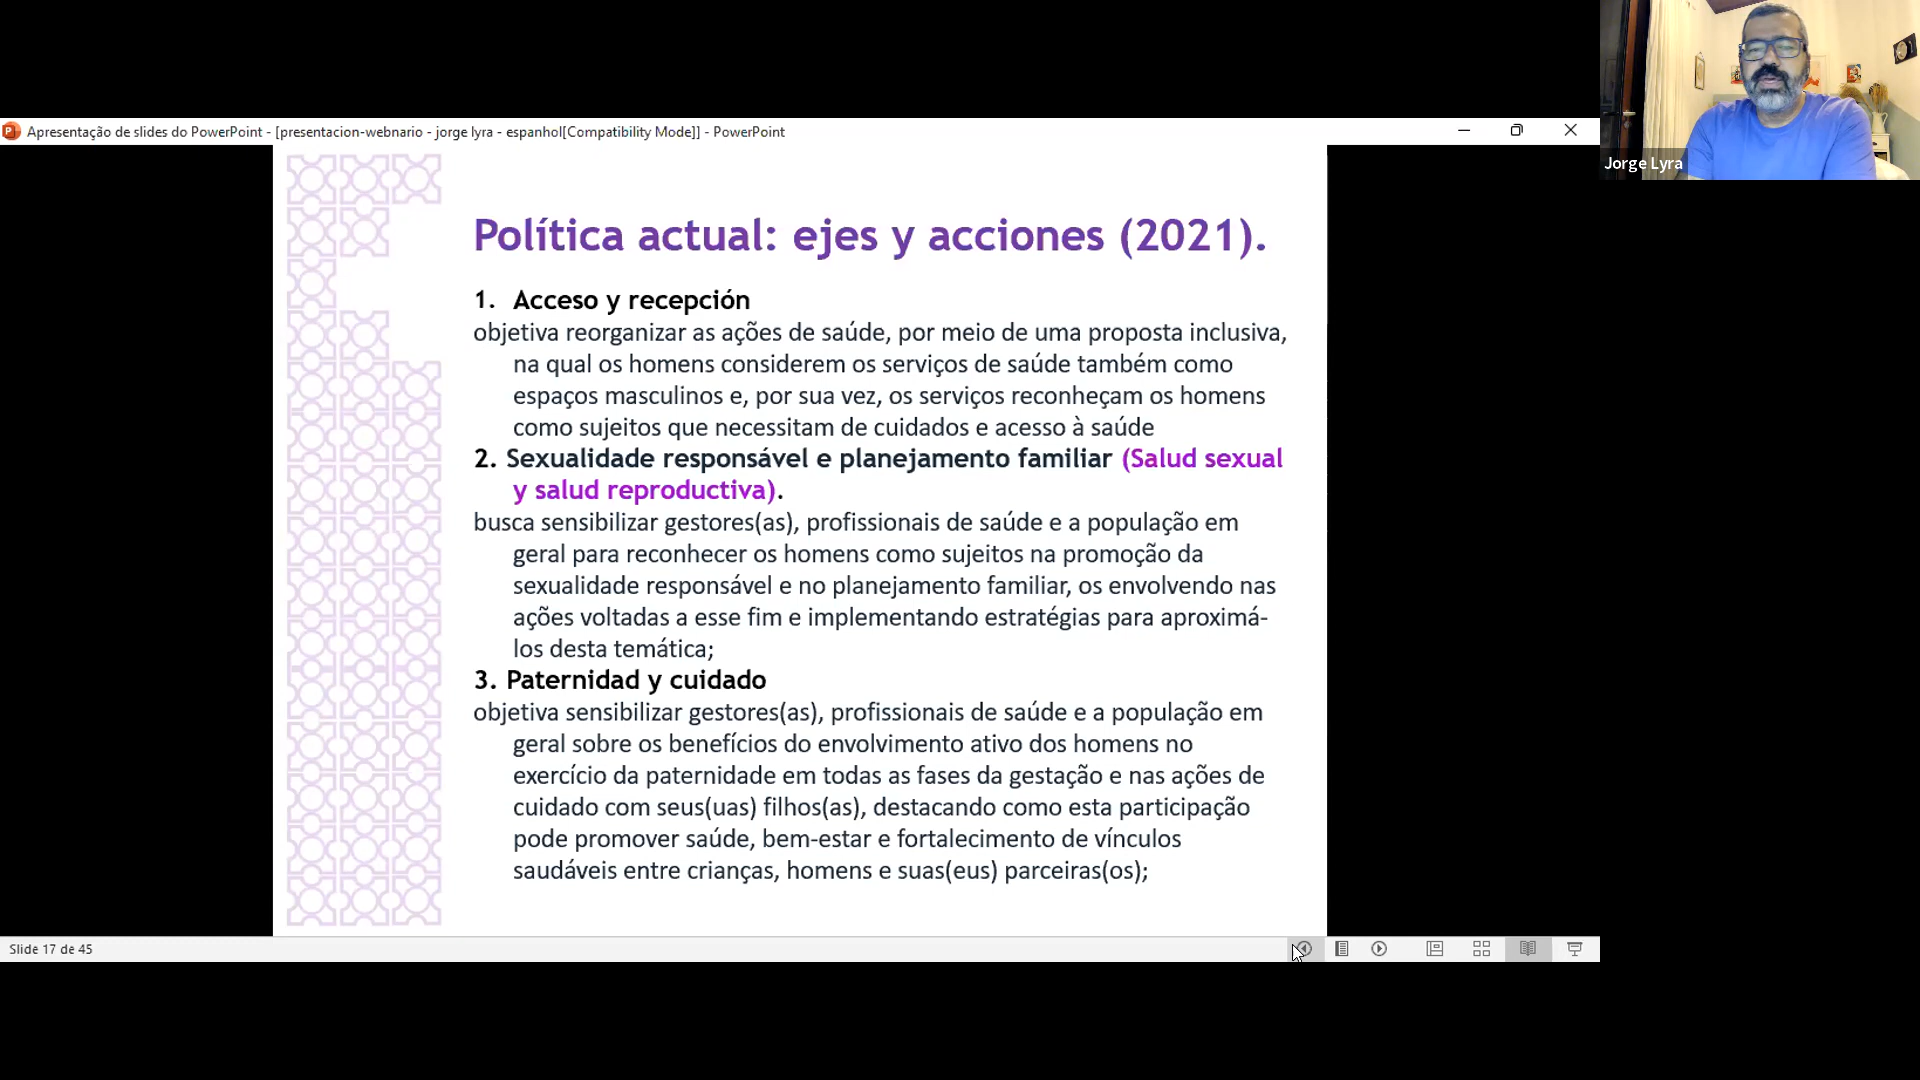 Apresentação de slides do PowerPoint - [presentacion-webnario - jorge lyra - espanhol[Compatibility Mode]] - PowerPoint
Jorge Lyra
Política actual: ejes y acciones (2021).
1. Acceso y recepción
objetiva reorganizar as ações de saúde, por meio de uma proposta inclusiva,
na qual os homens considerem os serviços de saúde também como
espaços masculinos e, por sua vez, os serviços reconheçam os homens
como sujeitos que necessitam de cuidados e acesso à saúde
2. Sexualidade responsável e planejamento familiar (Salud sexual
y salud reproductiva).
busca sensibilizar gestores(as), profissionais de saúde e a população em
geral para reconhecer os homens como sujeitos na promoção da
sexualidade responsável e no planejamento familiar, os envolvendo nas
ações voltadas a esse fim e implementando estratégias para aproximá-
los desta temática;
3. Paternidad y cuidado
objetiva sensibilizar gestores(as), profissionais de saúde e a população em
geral sobre os benefícios do envolvimento ativo dos homens no
exercício da paternidade em todas as fases da gestação e nas ações de
cuidado com seus(uas) filhos(as), destacando como esta participação
pode promover saúde, bem-estar e fortalecimento de vínculos
saudáveis entre crianças, homens e suas(eus) parceiras(os);
Slide 17 de 45